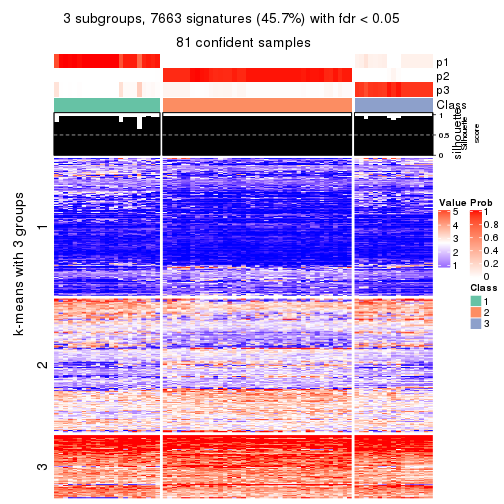 3 subgroups, 7663 signatures (45.7%) with fdr < 0.05
81 confident samples
p1
p2
p3
Class
1
0.5
0
silhouette
Silhouette
score
k-means with 3 groups
1
2
3
Value
5
4
3
2
1
Prob
1
0.8
0.6
0.4
0.2
0
Class
1
2
3